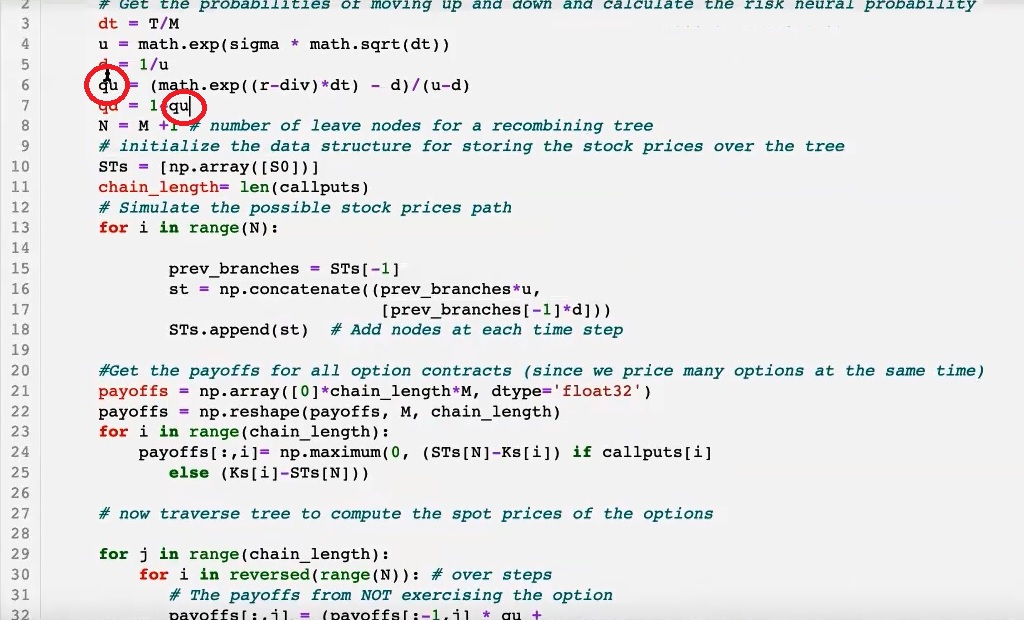 2 # Get the probabilities of moving up and down and calculate the risk neural probability
3 dt = T/M
4 u = math.exp(sigma * math.sqrt(dt))
5 d = 1/u
6 qu = (math.exp((r-div)*dt) - d)/(u-d)
7 qd = 1-qu
8 N = M +1 # number of leave nodes for a recombining tree
9 # initialize the data structure for storing the stock prices over the tree
10 STs = [np.array([S0])]
11 chain_length= len(callputs)
12 # Simulate the possible stock prices path
13 for i in range(N):
14
15 prev_branches = STs[-1]
16 st = np.concatenate((prev_branches*u,
17 [prev_branches[-1]*d]))
18 STs.append(st) # Add nodes at each time step
19
20 #Get the payoffs for all option contracts (since we price many options at the same time)
21 payoffs = np.array([0]*chain_length*M, dtype='float32')
22 payoffs = np.reshape(payoffs, M, chain_length)
23 for i in range(chain_length):
24 payoffs[:,i]= np.maximum(0, (STs[N]-Ks[i]) if callputs[i]
25 else (Ks[i]-STs[N]))
26
27 # now traverse tree to compute the spot prices of the options
28
29 for j in range(chain_length):
30 for i in reversed(range(N)): # over steps
31 # The payoffs from NOT exercising the option
32 payoffs[:,j] = (payoffs[:-1,j] * qu +